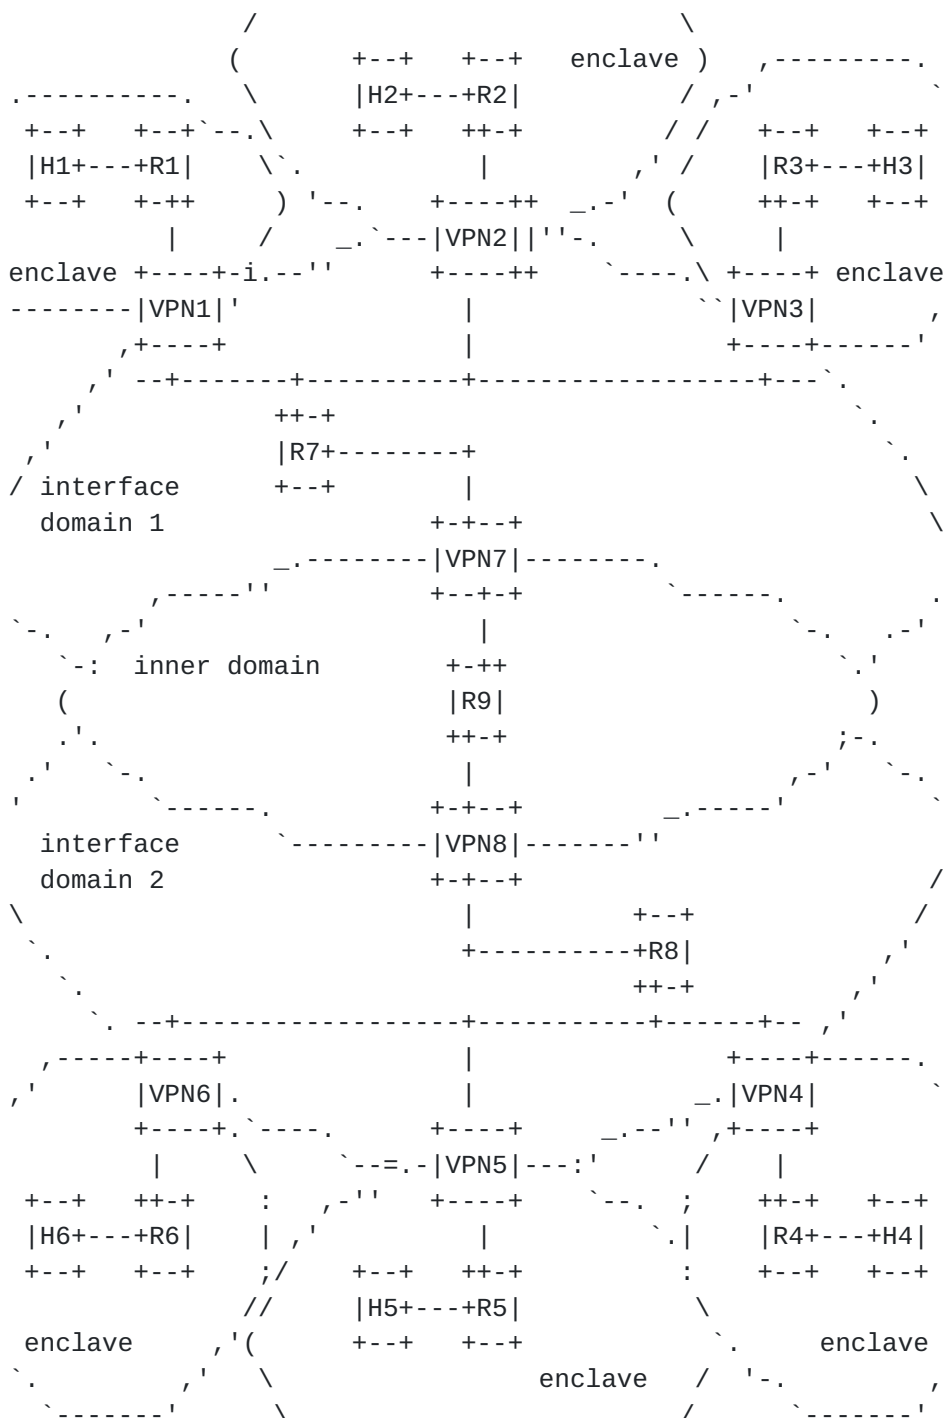 enclave
H2 R2
H1 R1 R3 H3
VPN2
enclave enclave
VPN1 VPN3
R7
interface
domain 1
VPN7
inner domain
R9
interface VPN8
domain 2
R8
VPN6 VPN4
VPN5
H6 R6 R4 H4
H5 R5
enclave enclave
enclave